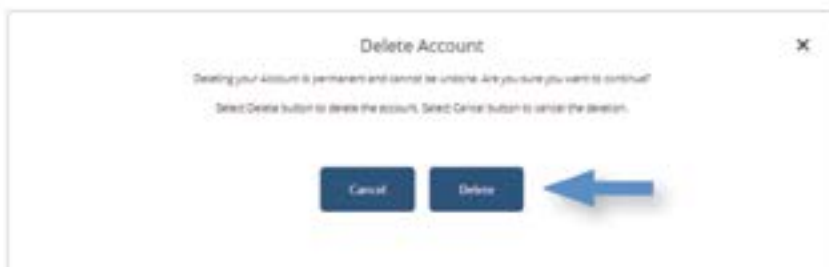 Delete Account
Deleting your Account is permanent and cannot be undone. Are you sure you want to continue?
Select Delete button to delete the account. Select Cancel button to cancel the deletion.
Cancel
Delete